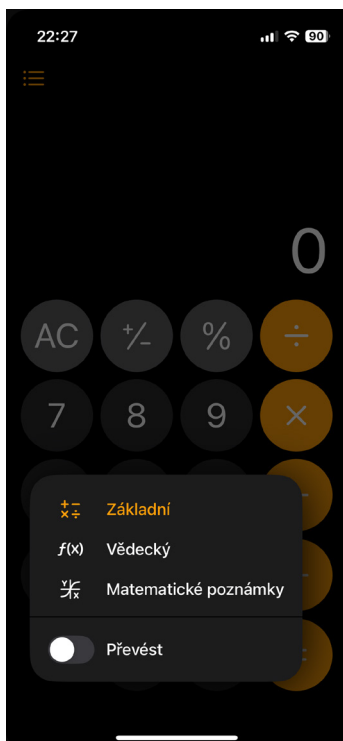 22:27
90
0
AC +/− % ÷
7 8 9 ×
Základní
f(x) Vědecký
Matematické poznámky
Převést